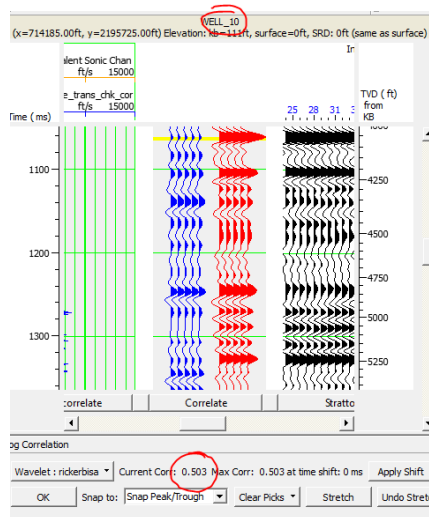 WELL_10
(x=714185.00ft, y=2195725.00ft) Elevation: kb=111ft, surface=0ft, SRD: 0ft (same as surface)
alent Sonic Chan
ft/s 15000
e_trans_chk_cor
ft/s 15000
Time (ms)
25 28 31
TVD (ft)
from
KB
1100
4250
4500
1200
4750
5000
1300
5250
correlate Correlate Stratto
og Correlation
Wavelet : rickerbisa Current Corr: 0.503 Max Corr: 0.503 at time shift: 0 ms Apply Shift
OK Snap to: Snap Peak/Trough Clear Picks Stretch Undo Stret